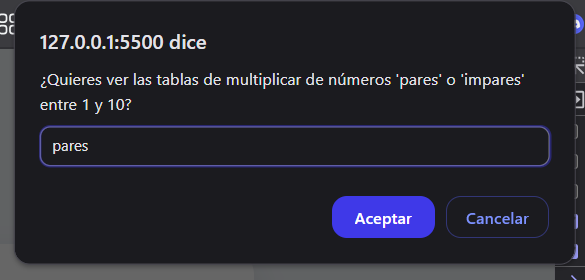 127.0.0.1:5500 dice
¿Quieres ver las tablas de multiplicar de números 'pares' o 'impares'
entre 1 y 10?
pares
Aceptar Cancelar